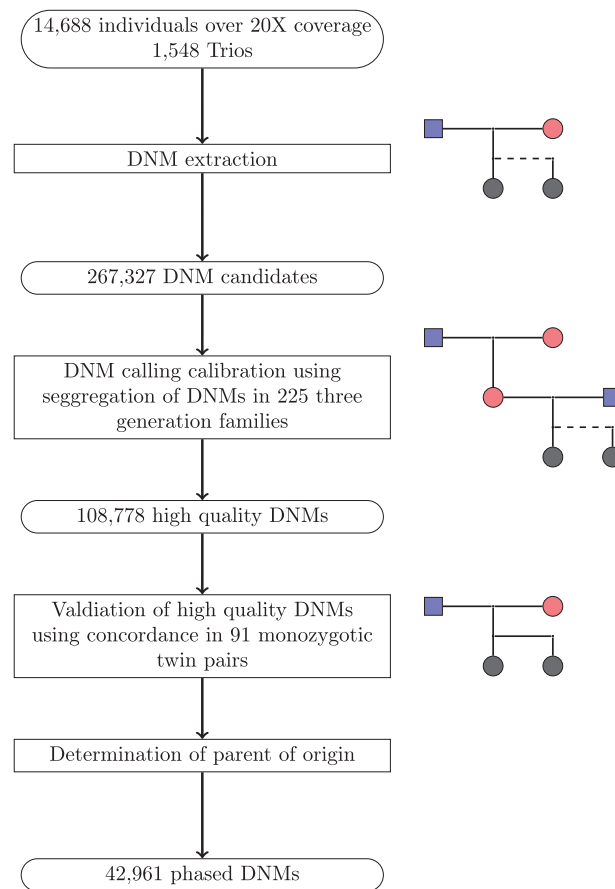 14,688 individuals over 20X coverage
1,548 Trios
DNM extraction
267,327 DNM candidates
DNM calling calibration using
seggregation of DNMs in 225 three
generation families
108,778 high quality DNMs
Valdiation of high quality DNMs
using concordance in 91 monozygotic
twin pairs
Determination of parent of origin
42,961 phased DNMs